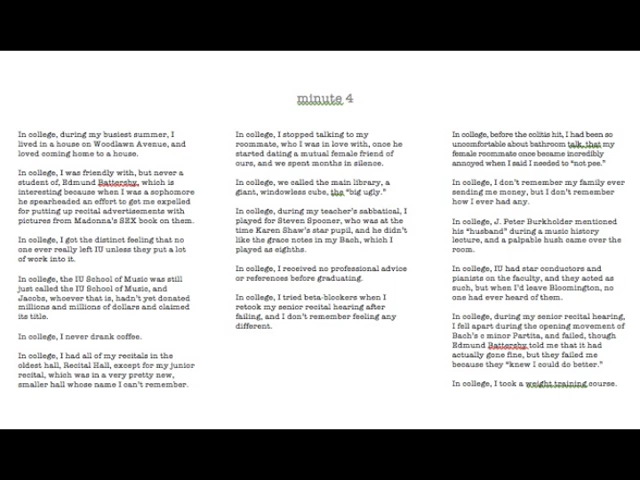 minute 4
In college, during my busiest summer, I
lived in a house on Woodlawn Avenue, and
loved coming home to a house.
In college, I was friendly with, but never a
student of, Edmund Battersby, which is
interesting because when I was a sophomore
he spearheaded an effort to get me expelled
for putting up recital advertisements with
pictures from Madonna's SEX book on them.
In college, I got the distinct feeling that no
one ever really left IU unless they put a lot
of work into it.
In college, the IU School of Music was still
just called the IU School of Music, and
Jacobs, whoever that is, hadn't yet donated
millions and millions of dollars and claimed
its title.
In college, I never drank coffee.
In college, I had all of my recitals in the
oldest hall, Recital Hall, except for my junior
recital, which was in a very pretty new,
smaller hall whose name I can't remember.
In college, I stopped talking to my
roommate, who I was in love with, once he
started dating a mutual female friend of
ours, and we spent months in silence.
In college, we called the main library, a
giant, windowless cube, the "big ugly."
In college, during my teacher's sabbatical, I
played for Steven Spooner, who was at the
time Karen Shaw's star pupil, and he didn't
like the grace notes in my Bach, which I
played as eighths.
In college, I received no professional advice
or references before graduating.
In college, I tried beta-blockers when I
retook my senior recital hearing after
failing, and I don't remember feeling any
different.
In college, before the colitis hit, I had been so
uncomfortable about bathroom talk, that my
female roommate once became incredibly
annoyed when I said I needed to "not pee."
In college, I don't remember my family ever
sending me money, but I don't remember
how I ever had any.
In college, J. Peter Burkholder mentioned
his "husband" during a music history
lecture, and a palpable hush came over the
room.
In college, IU had star conductors and
pianists on the faculty, and they acted as
such, but when I'd leave Bloomington, no
one had ever heard of them.
In college, during my senior recital hearing,
I fell apart during the opening movement of
Bach's c minor Partita, and failed, though
Edmund Battersby told me that it had
actually gone fine, but they failed me
because they "knew I could do better."
In college, I took a weight training course.